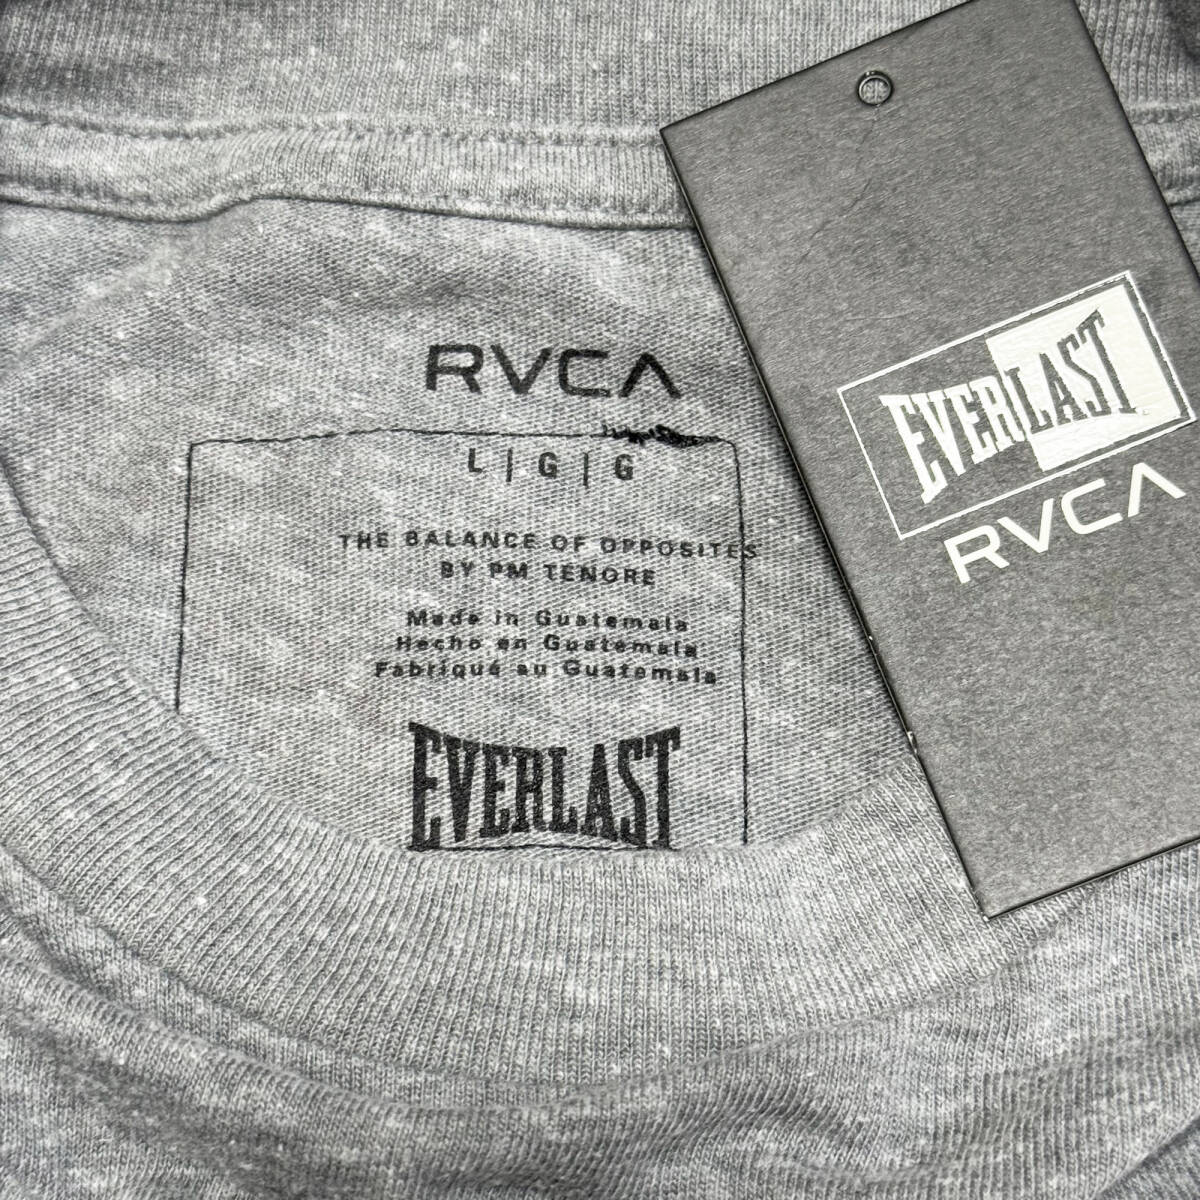 RVCA
L | G | G
THE BALANCE OF OPPOSITES
BY PM TENORE
Made in Guatemala
Hecho en Guatemala
Fabriqué au Guatemala
EVERLAST
EVERLAST
RVCA